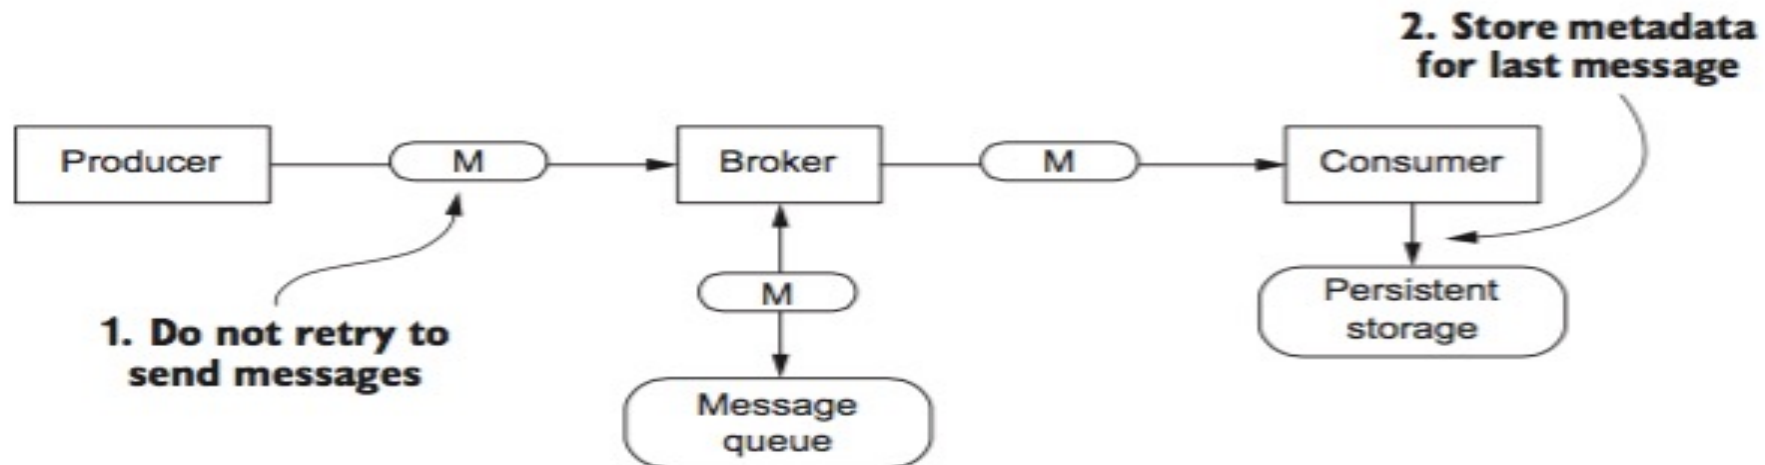 2. Store metadata
for last message
Producer
M
Broker
M
Consumer
M
Persistent
storage
1. Do not retry to
send messages
Message
queue